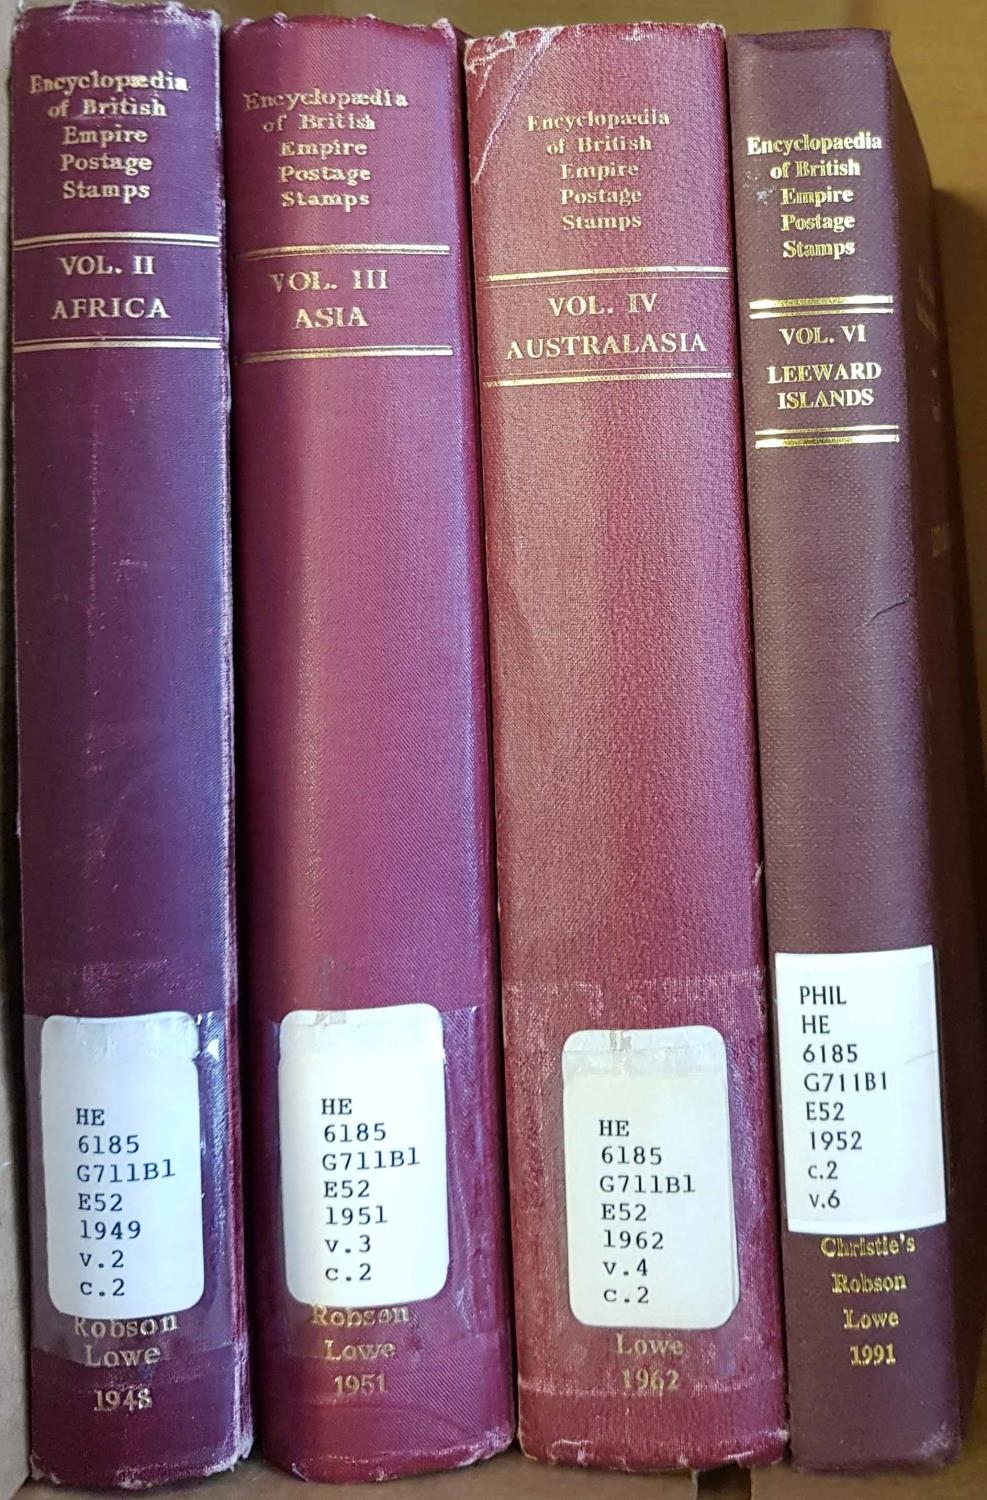 Encyclopædia
of British
Empire
Postage
Stamps
VOL. II
AFRICA
HE
6185
G711B1
E52
1949
v.2
c.2
Robson
Lowe
1948
Encyclopædia
of British
Empire
Postage
Stamps
VOL. III
ASIA
HE
6185
G711B1
E52
1951
v.3
c.2
Robson
Lowe
1951
Encyclopædia
of British
Empire
Postage
Stamps
VOL. IV
AUSTRALASIA
HE
6185
G711B1
E52
1962
v.4
c.2
Lowe
1962
Encyclopaedia
of British
Empire
Postage
Stamps
VOL. VI
LEEWARD
ISLANDS
PHIL
HE
6185
G711B1
E52
1952
c.2
v.6
Christie's
Robson
Lowe
1991